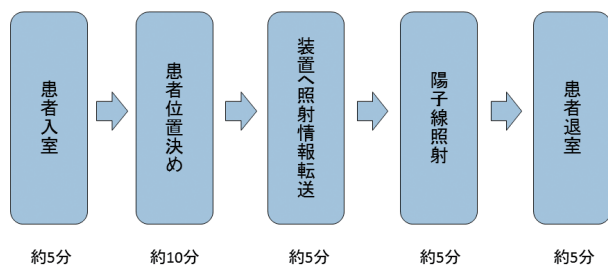 患者入室
患者位置決め
装置へ照射情報転送
陽子線照射
患者退室
約5分
約10分
約5分
約5分
約5分